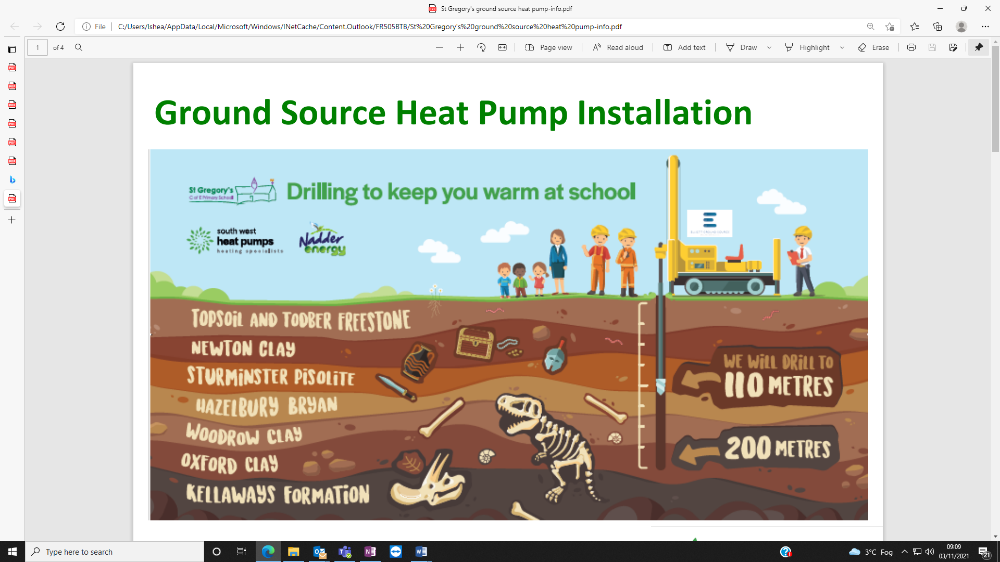 St Gregory's ground source heat pump-info.pdf
File
C:/Users/lshea/AppData/Local/Microsoft/Windows/INetCache/Content.Outlook/FR505BTB/St%20Gregory's%20ground%20source%20heat%20pump-info.pdf
1 of 4
Page view
Read aloud
Add text
Draw
Highlight
Erase
Ground Source Heat Pump Installation
St Gregory's
C of E Primary School
Drilling to keep you warm at school
south west
heat pumps
heating specialists
Nadder
energy
ELLIOTT GROUND SOURCE
TOPSOIL AND TODBER FREESTONE
NEWTON CLAY
STURMINSTER PISOLITE
HAZELBURY BRYAN
WOODROW CLAY
OXFORD CLAY
KELLAWAYS FORMATION
WE WILL DRILL TO
110 METRES
200 METRES
Type here to search
3°C Fog
09:09
03/11/2021
21